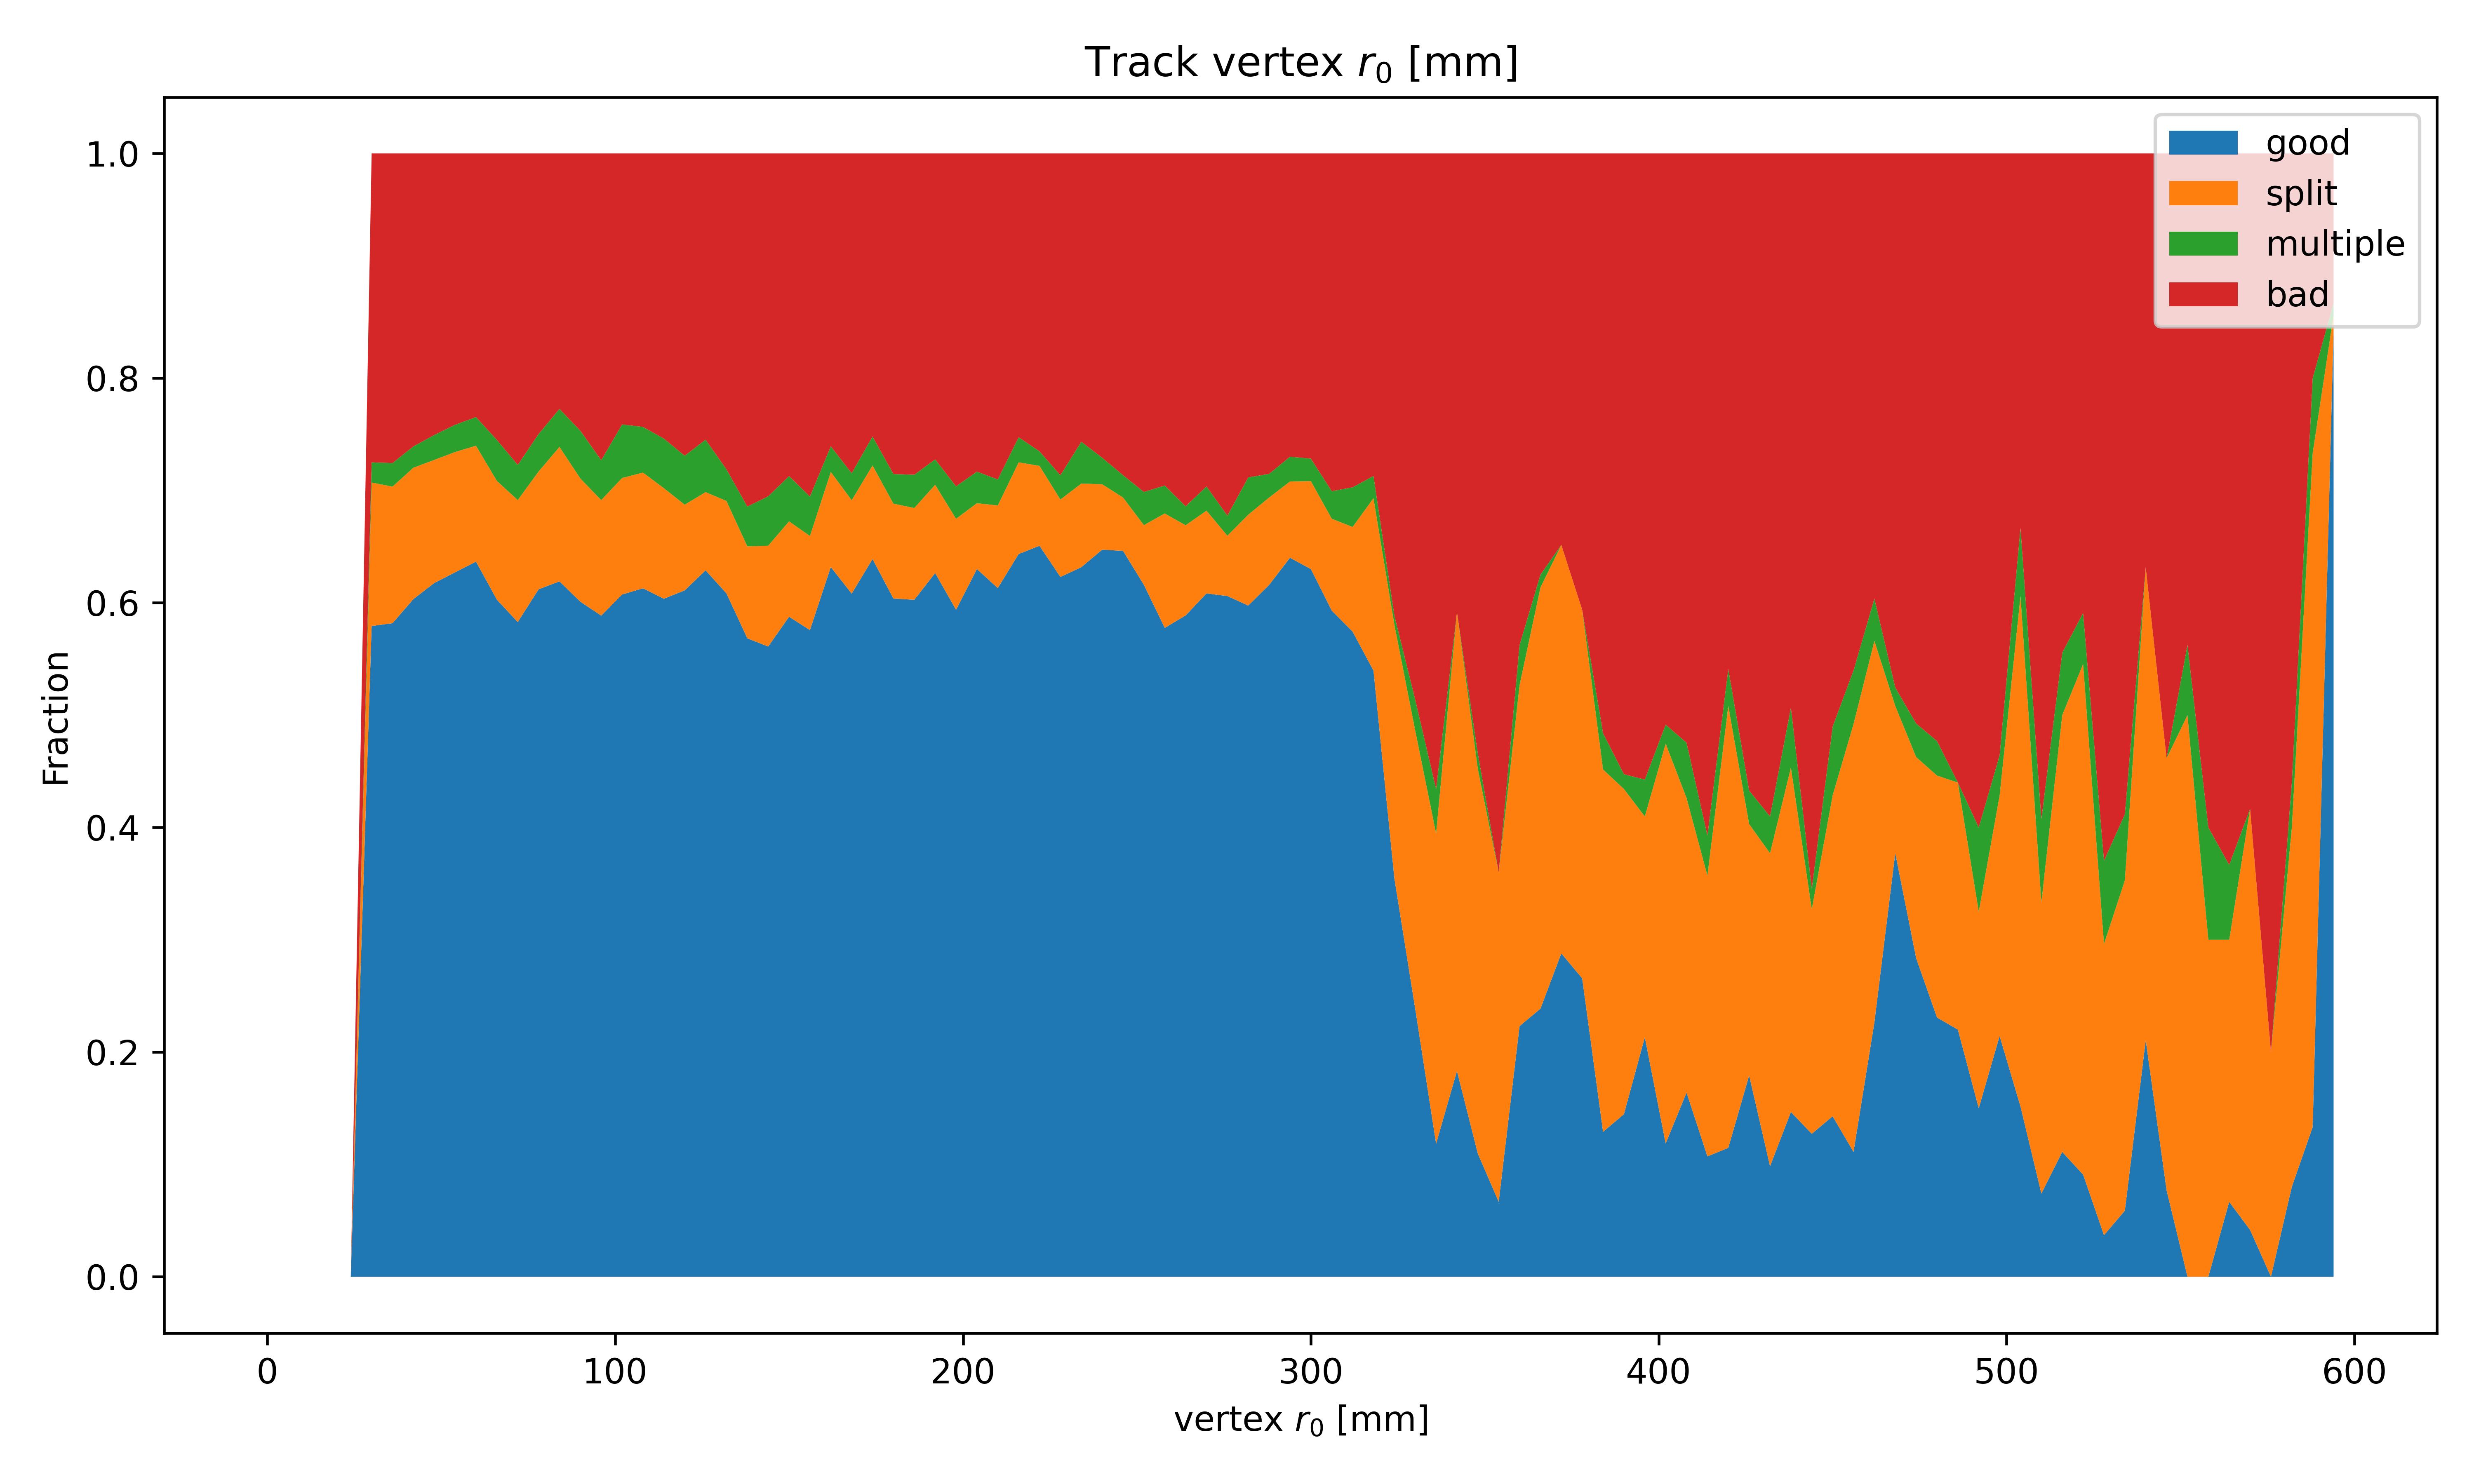 Track vertex r₀ [mm]
1.0
0.8
0.6
0.4
0.2
0.0
Fraction
good
split
multiple
bad
0 100 200 300 400 500 600
vertex r₀ [mm]